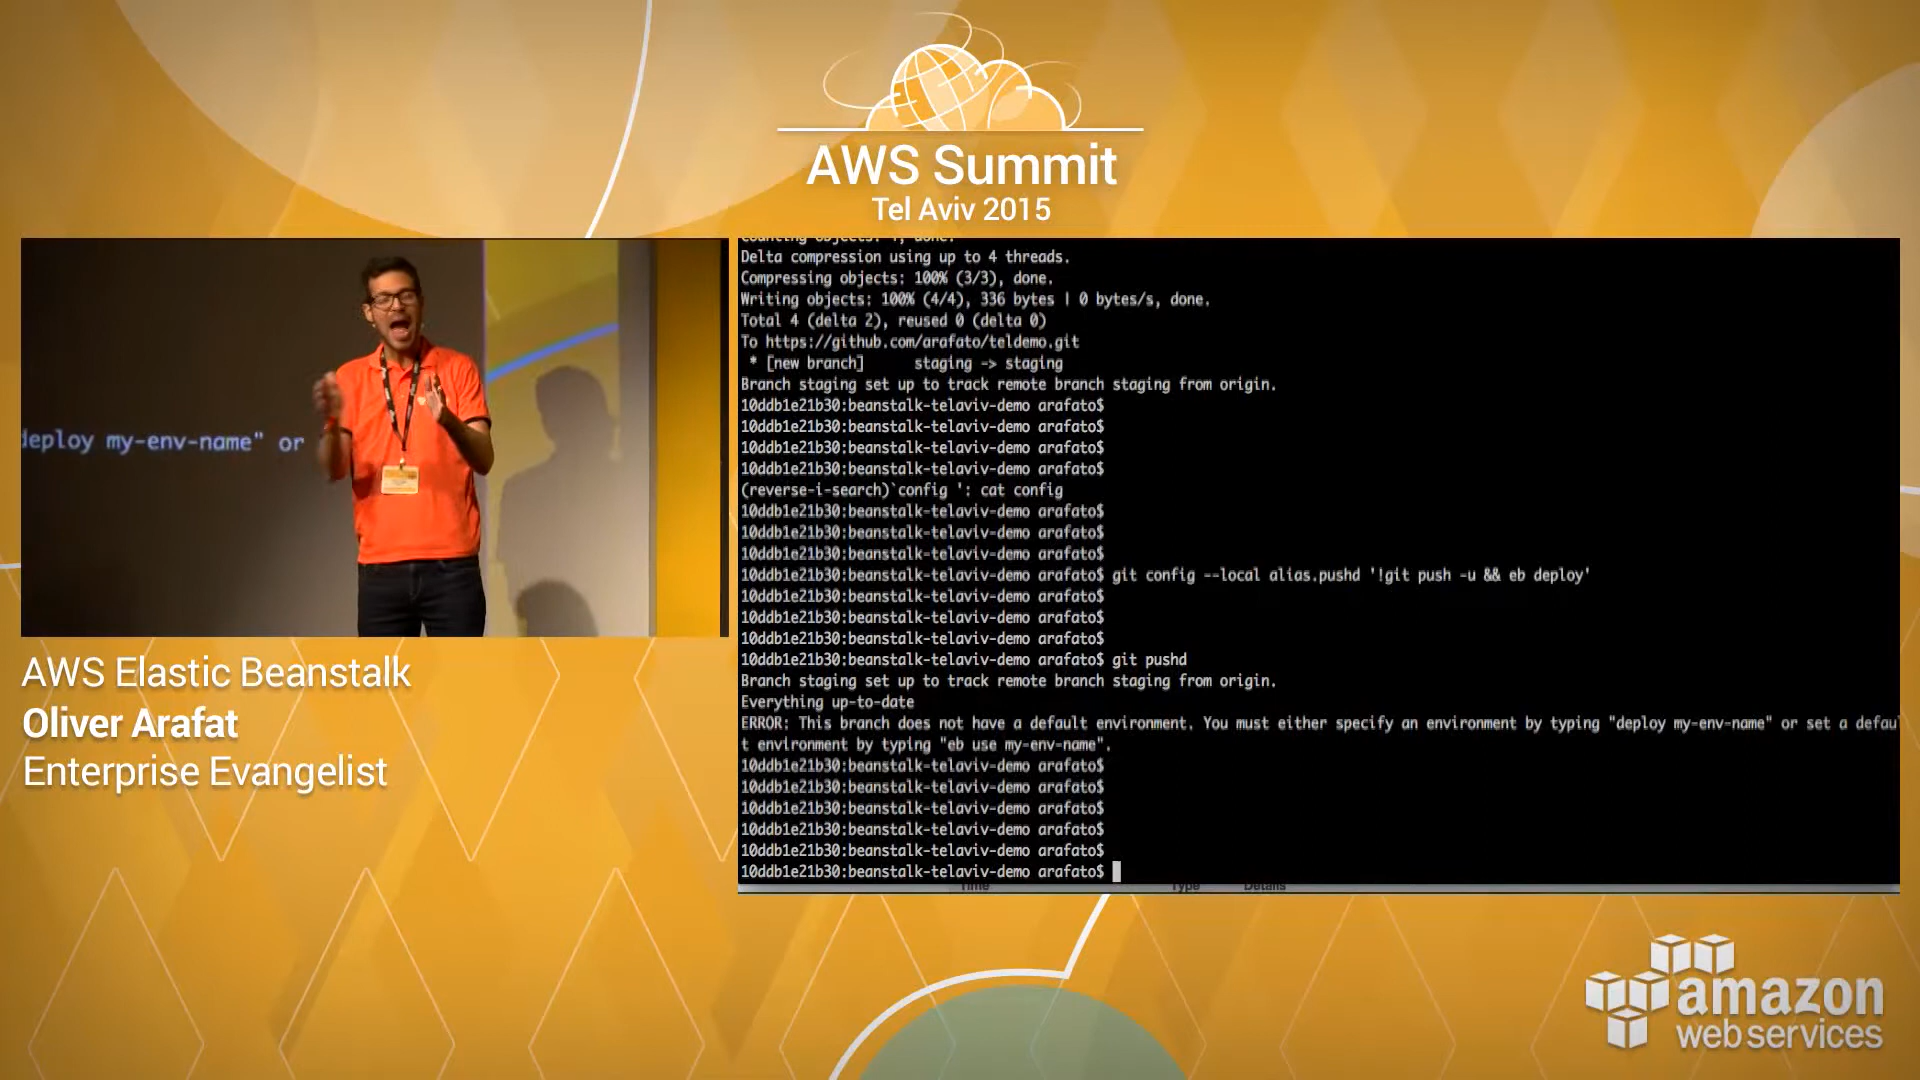 AWS Summit
Tel Aviv 2015
deploy my-env-name" or
AWS Elastic Beanstalk
Oliver Arafat
Enterprise Evangelist
Counting objects: 4, done.
Delta compression using up to 4 threads.
Compressing objects: 100% (3/3), done.
Writing objects: 100% (4/4), 336 bytes | 0 bytes/s, done.
Total 4 (delta 2), reused 0 (delta 0)
To https://github.com/arafato/teldemo.git
* [new branch]      staging -> staging
Branch staging set up to track remote branch staging from origin.
10ddb1e21b30:beanstalk-telaviv-demo arafato$
10ddb1e21b30:beanstalk-telaviv-demo arafato$
10ddb1e21b30:beanstalk-telaviv-demo arafato$
10ddb1e21b30:beanstalk-telaviv-demo arafato$
(reverse-i-search)`config ': cat config
10ddb1e21b30:beanstalk-telaviv-demo arafato$
10ddb1e21b30:beanstalk-telaviv-demo arafato$
10ddb1e21b30:beanstalk-telaviv-demo arafato$
10ddb1e21b30:beanstalk-telaviv-demo arafato$ git config --local alias.pushd '!git push -u && eb deploy'
10ddb1e21b30:beanstalk-telaviv-demo arafato$
10ddb1e21b30:beanstalk-telaviv-demo arafato$
10ddb1e21b30:beanstalk-telaviv-demo arafato$
10ddb1e21b30:beanstalk-telaviv-demo arafato$ git pushd
Branch staging set up to track remote branch staging from origin.
Everything up-to-date
ERROR: This branch does not have a default environment. You must either specify an environment by typing "deploy my-env-name" or set a defau
t environment by typing "eb use my-env-name".
10ddb1e21b30:beanstalk-telaviv-demo arafato$
10ddb1e21b30:beanstalk-telaviv-demo arafato$
10ddb1e21b30:beanstalk-telaviv-demo arafato$
10ddb1e21b30:beanstalk-telaviv-demo arafato$
10ddb1e21b30:beanstalk-telaviv-demo arafato$
10ddb1e21b30:beanstalk-telaviv-demo arafato$
Time Type Details
amazon
web services